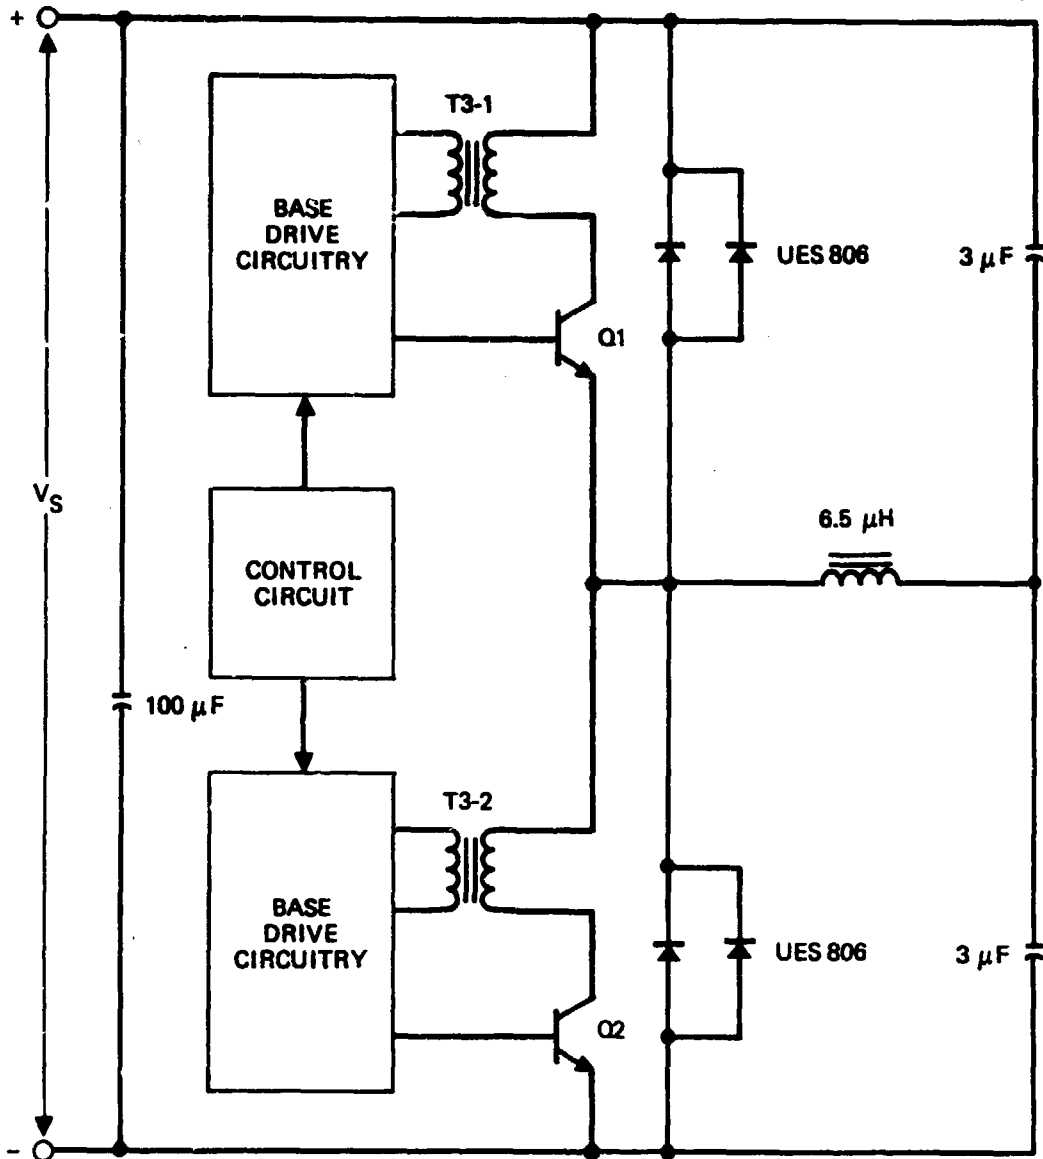 +
T3-1
BASE
DRIVE
CIRCUITRY
UES 806
3 μF
Q1
V_S
6.5 μH
CONTROL
CIRCUIT
100 μF
T3-2
BASE
DRIVE
CIRCUITRY
UES 806
3 μF
Q2
-